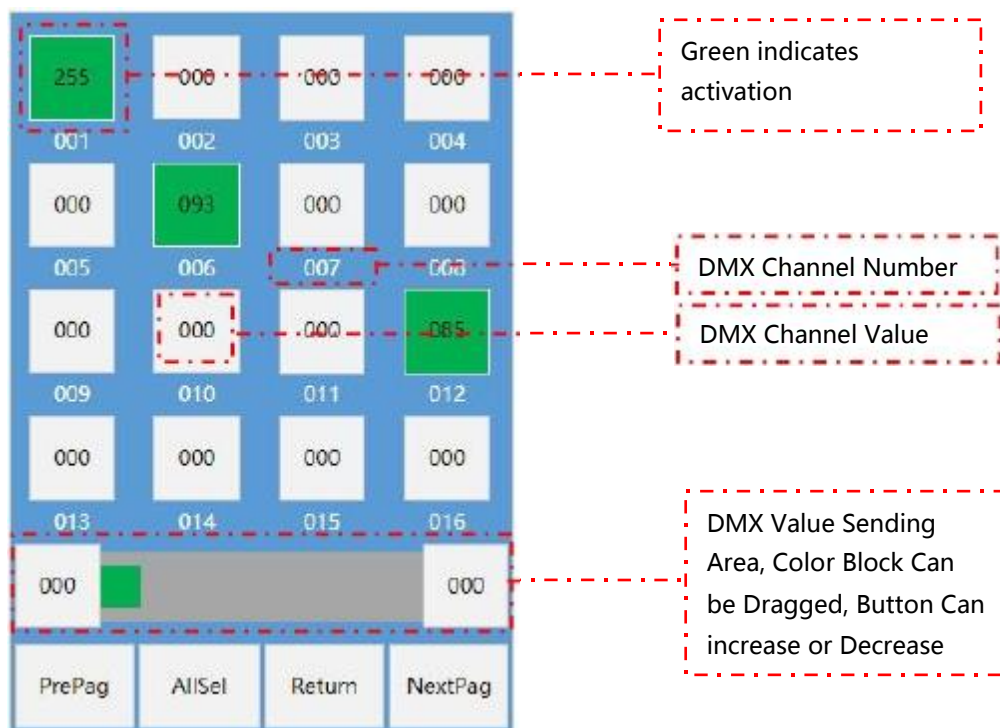 255 000 000 000
Green indicates
activation
001 002 003 004
000 093 000 000
005 006 007 008
DMX Channel Number
000 000 000 085
DMX Channel Value
009 010 011 012
000 000 000 000
013 014 015 016
DMX Value Sending
Area, Color Block Can
be Dragged, Button Can
increase or Decrease
000 000
PrePag AllSel Return NextPag